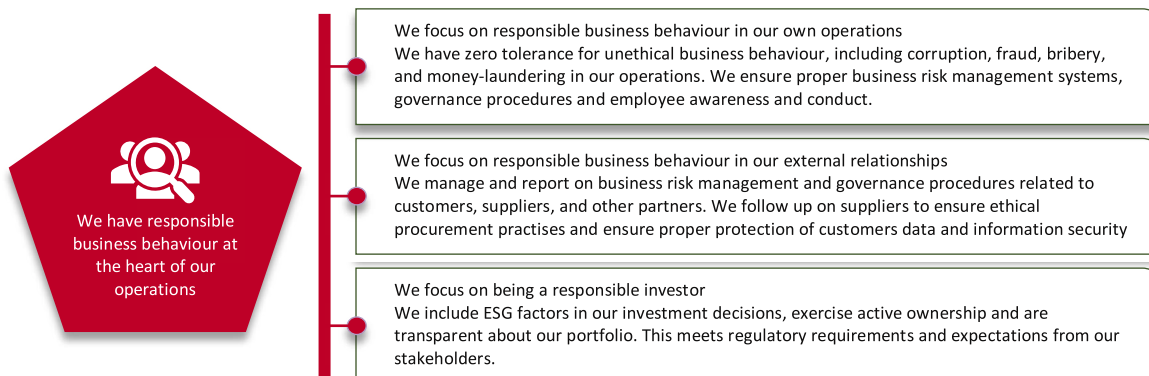 We have responsible
business behaviour at
the heart of our
operations
We focus on responsible business behaviour in our own operations
We have zero tolerance for unethical business behaviour, including corruption, fraud, bribery,
and money-laundering in our operations. We ensure proper business risk management systems,
governance procedures and employee awareness and conduct.
We focus on responsible business behaviour in our external relationships
We manage and report on business risk management and governance procedures related to
customers, suppliers, and other partners. We follow up on suppliers to ensure ethical
procurement practises and ensure proper protection of customers data and information security
We focus on being a responsible investor
We include ESG factors in our investment decisions, exercise active ownership and are
transparent about our portfolio. This meets regulatory requirements and expectations from our
stakeholders.